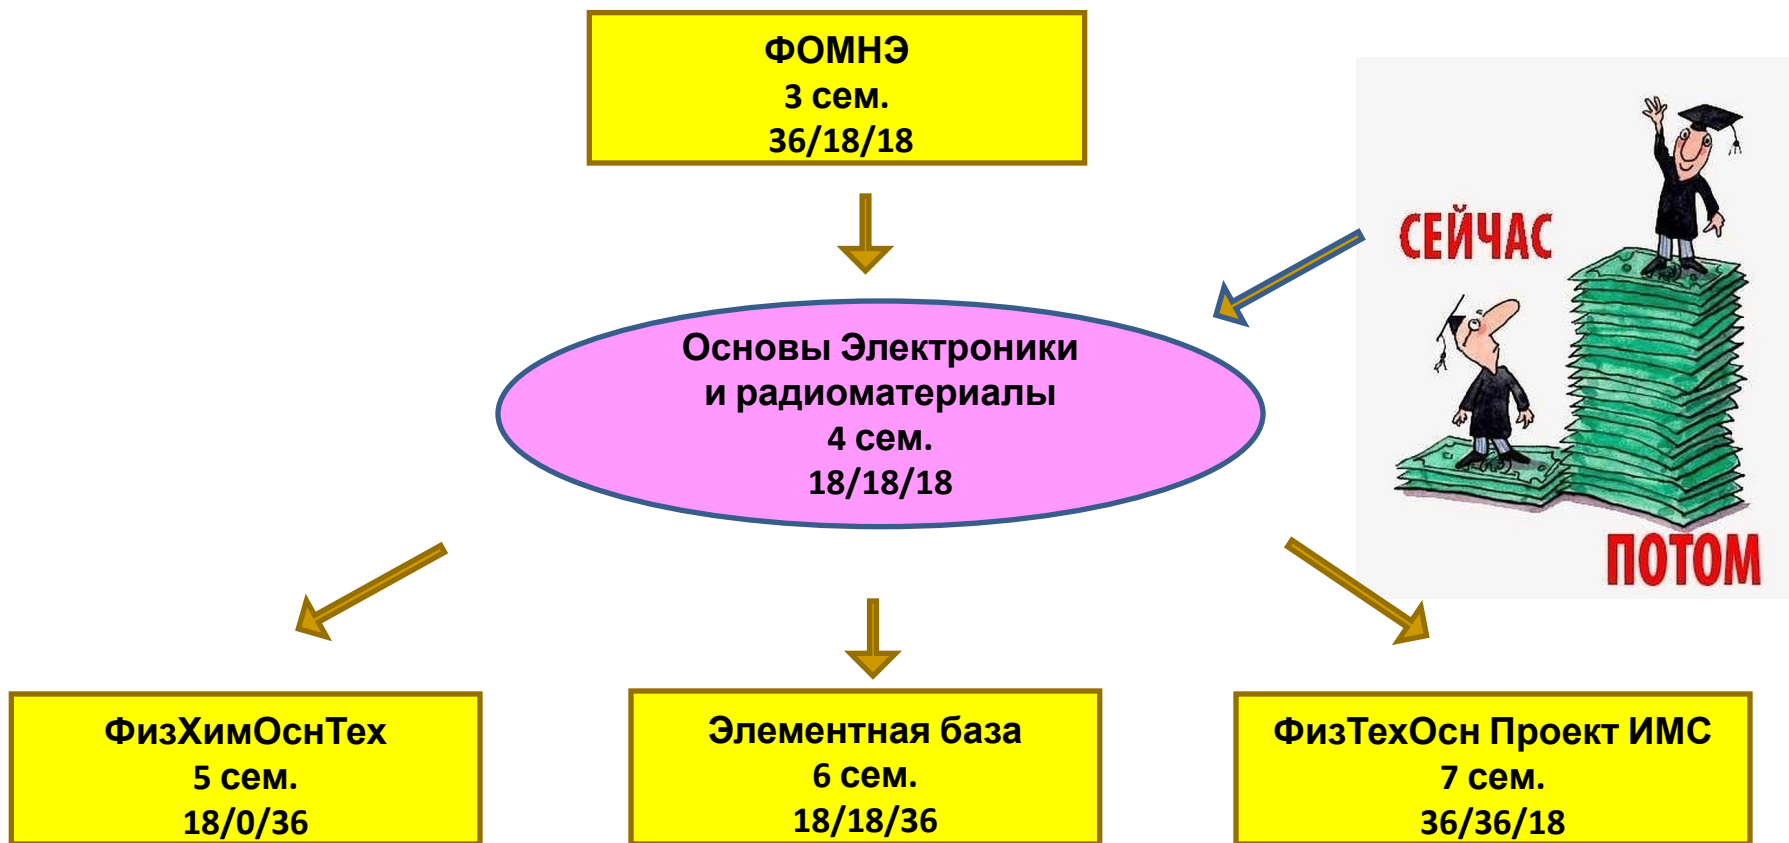 ФОМНЭ
3 сем.
36/18/18
СЕЙЧАС
ПОТОМ
Основы Электроники
и радиоматериалы
4 сем.
18/18/18
ФизХимОснТех
5 сем.
18/0/36
Элементная база
6 сем.
18/18/36
ФизТехОсн Проект ИМС
7 сем.
36/36/18